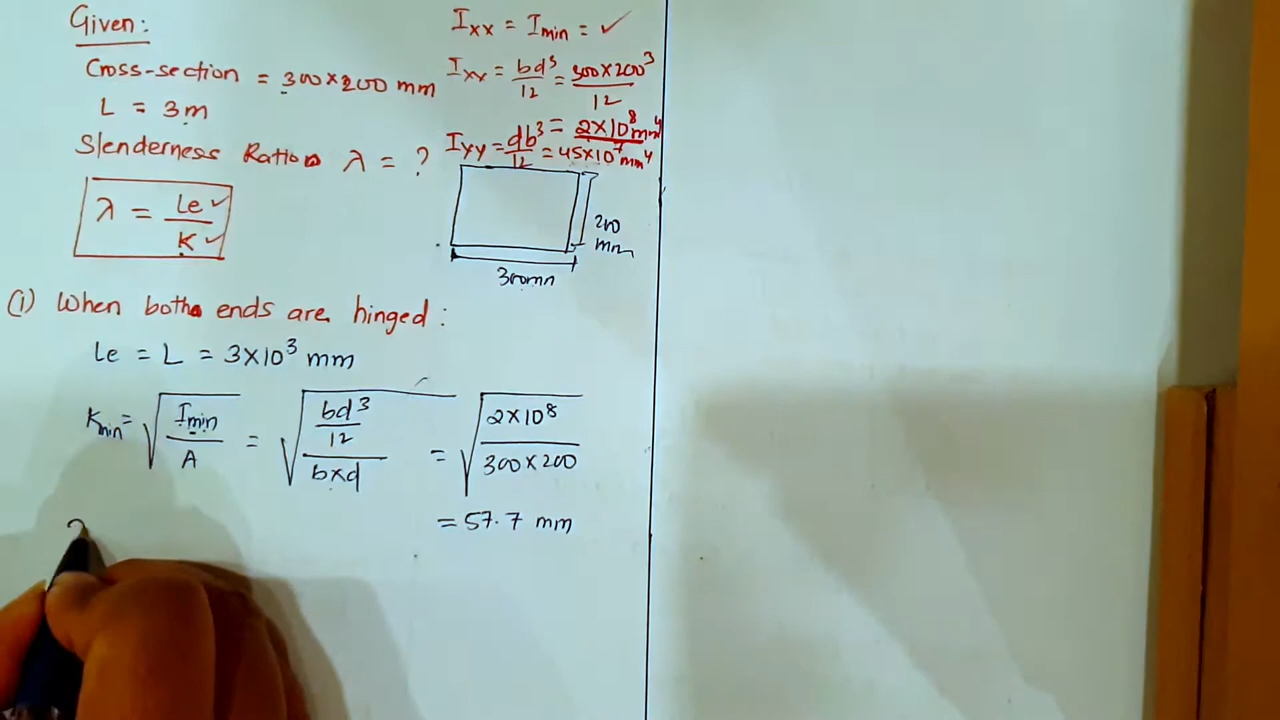 Given:
Cross-section = 300×200 mm
L = 3m
Slenderness Ratio λ = ?
λ = Le ✓ / K ✓
Ixx = Imin = ✓
Ixx = bd³/12 = 300×200³/12
= 2×10⁸ mm⁴
Iyy = db³/12 = 45×10⁷ mm⁴
200
mm
300mm
(i) When both ends are hinged:
Le = L = 3×10³ mm
Kmin = √(Imin/A) = √((bd³/12)/(b×d)) = √(2×10⁸/(300×200))
= 57.7 mm